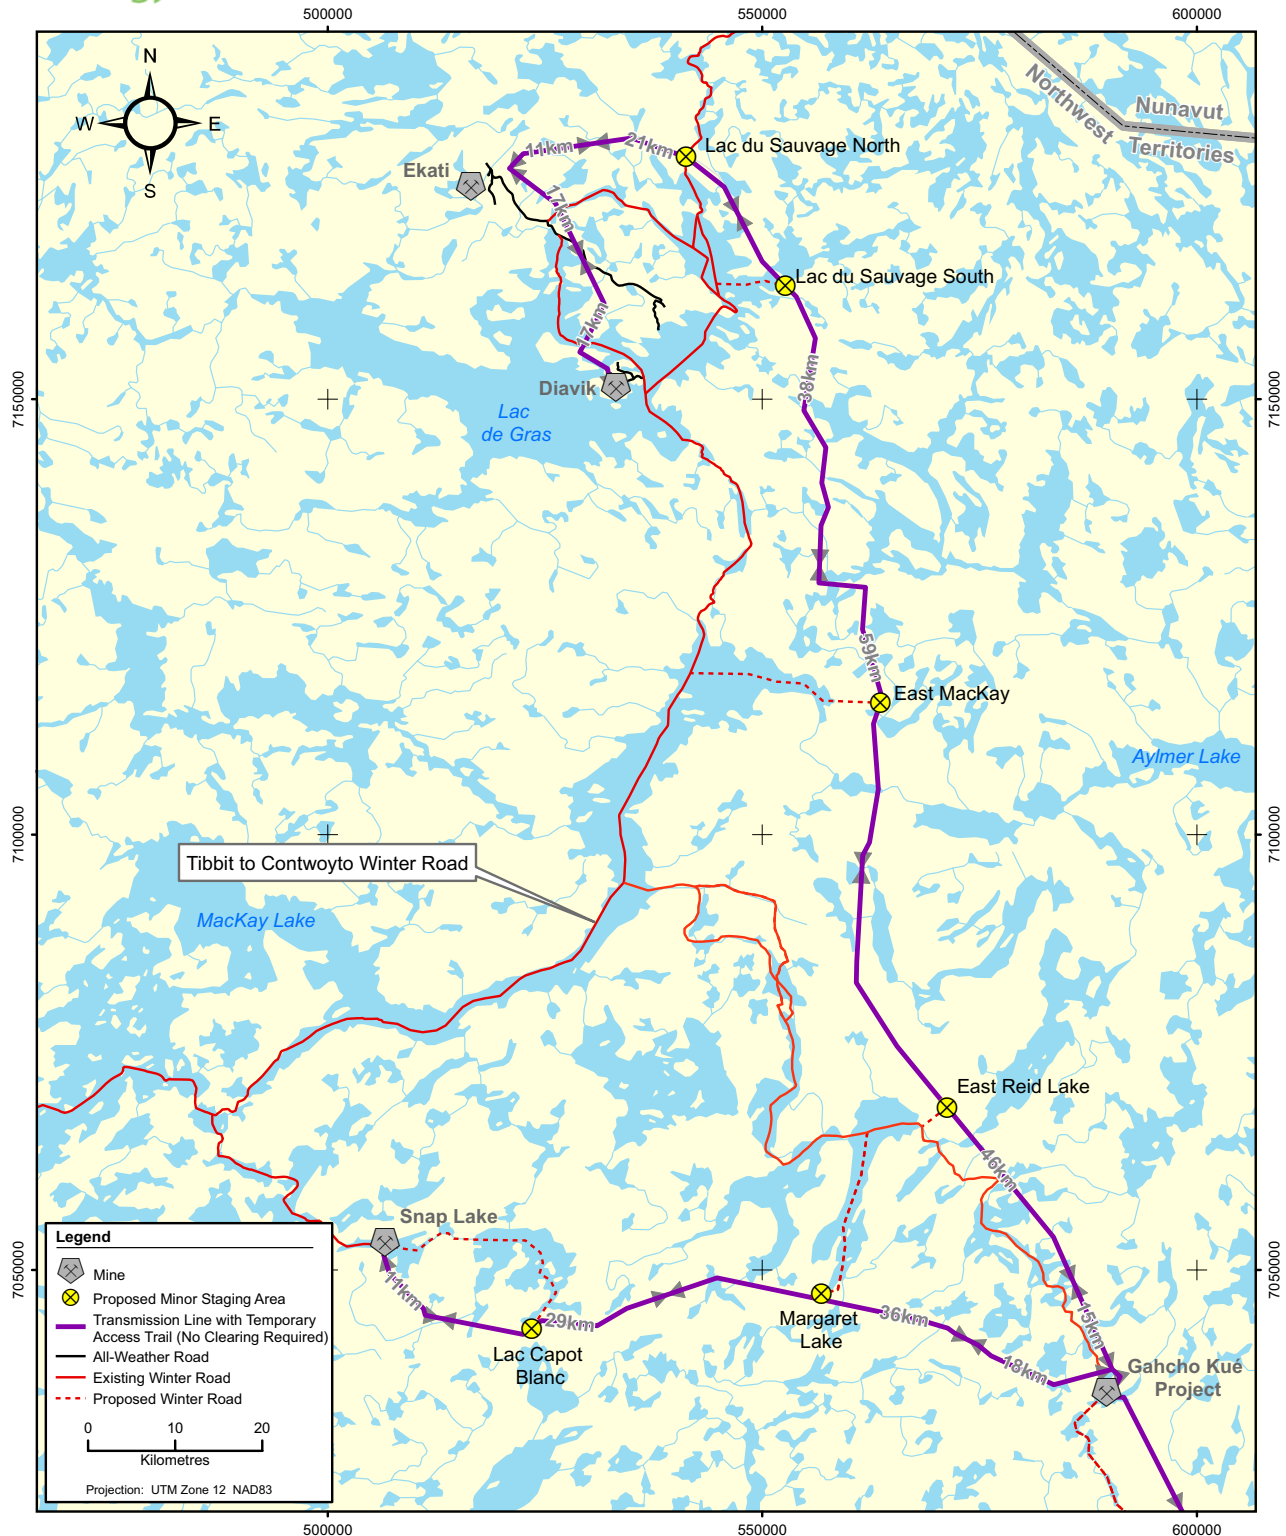 500000
550000
600000
N
W
E
S
Northwest
Territories
Nunavut
Ekati
11km
21km
Lac du Sauvage North
17km
Lac du Sauvage South
17km
38km
Diavik
7150000
7150000
Lac
de Gras
59km
East MacKay
Aylmer Lake
7100000
7100000
Tibbit to Contwoyto Winter Road
MacKay Lake
East Reid Lake
46km
Snap Lake
7050000
7050000
11km
29km
Margaret
Lake
36km
15km
Lac Capot
Blanc
18km
Gahcho Kué
Project
Legend
Mine
Proposed Minor Staging Area
Transmission Line with Temporary
Access Trail (No Clearing Required)
All-Weather Road
Existing Winter Road
Proposed Winter Road
0
10
20
Kilometres
Projection: UTM Zone 12 NAD83
500000
550000
600000